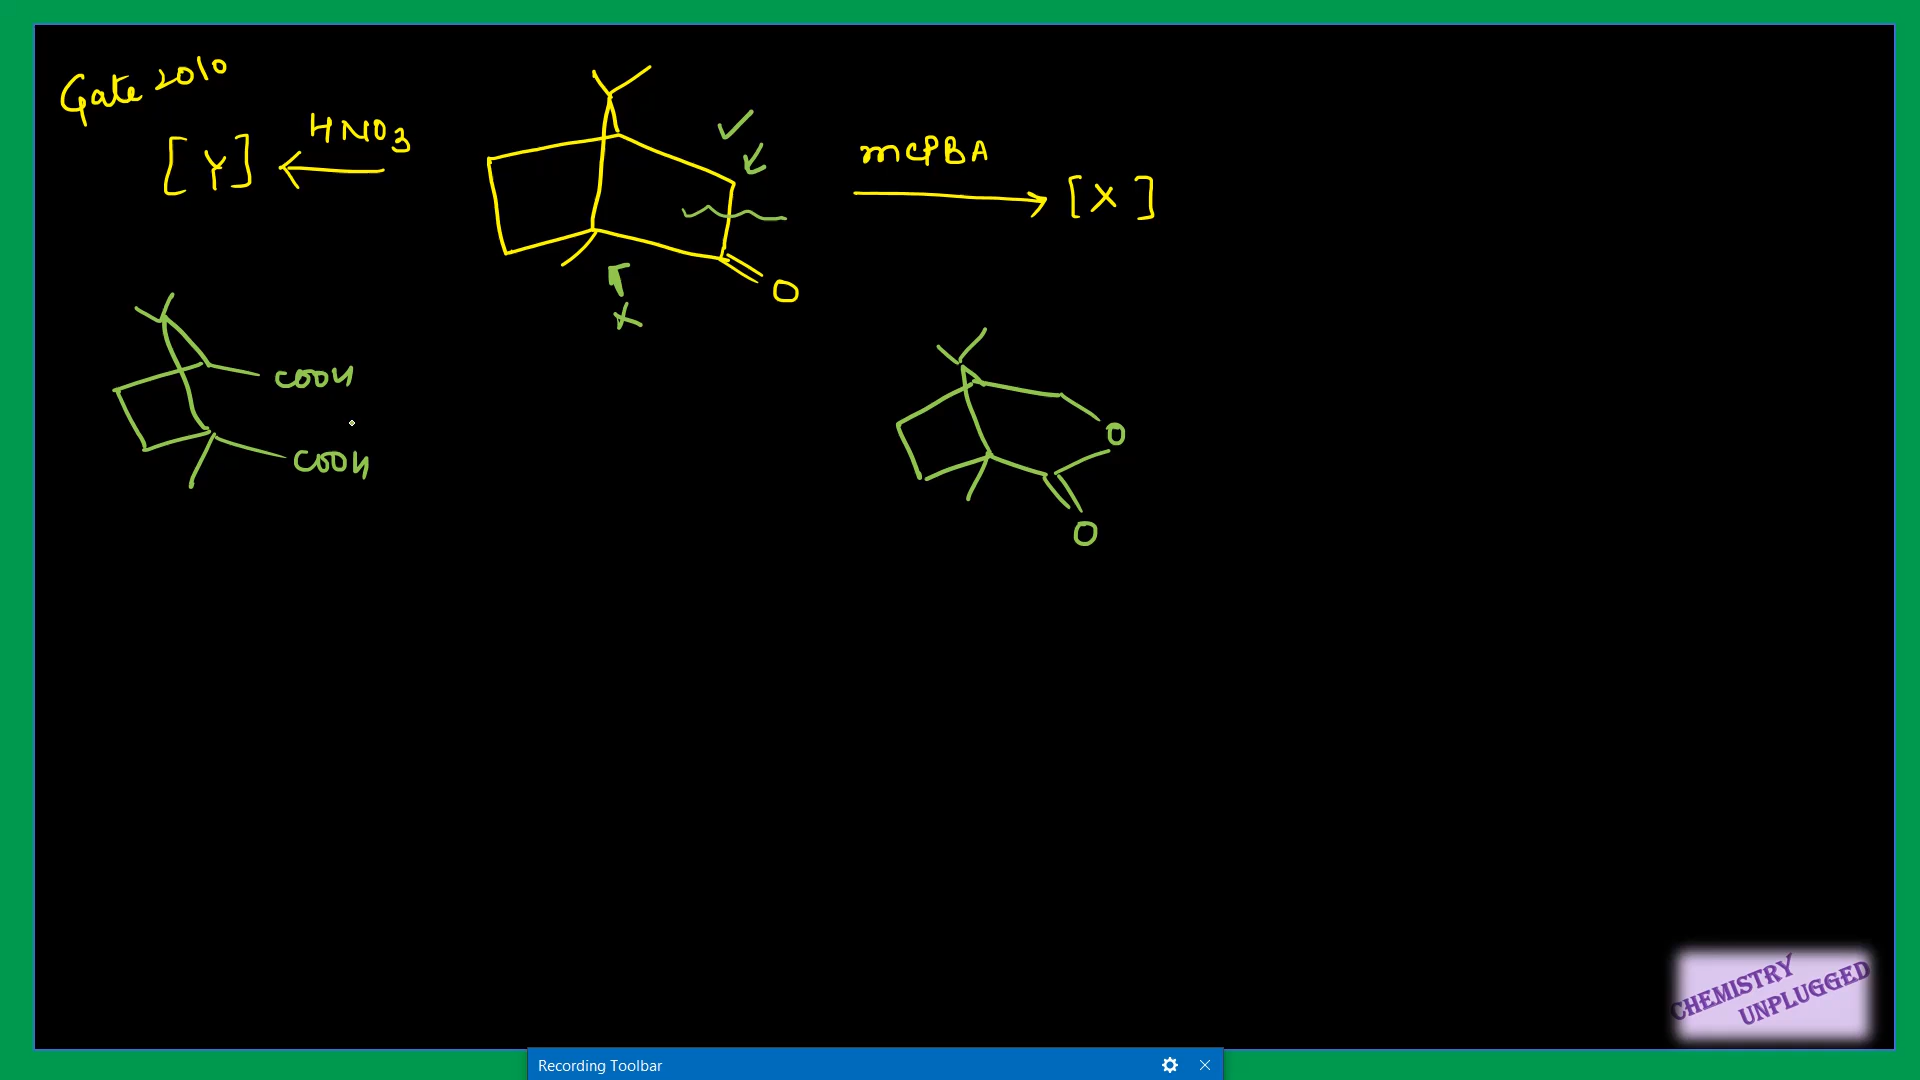 Gate 2010
[Y] HNO3
mCPBA
[X]
O
COOH
COOH
O
O
CHEMISTRY
UNPLUGGED
Recording Toolbar